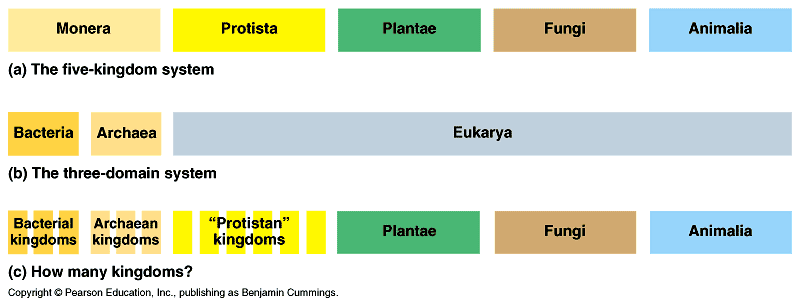 Monera Protista Plantae Fungi Animalia
(a) The five-kingdom system
Bacteria Archaea Eukarya
(b) The three-domain system
Bacterial kingdoms Archaean kingdoms “Protistan” kingdoms Plantae Fungi Animalia
(c) How many kingdoms?
Copyright © Pearson Education, Inc., publishing as Benjamin Cummings.